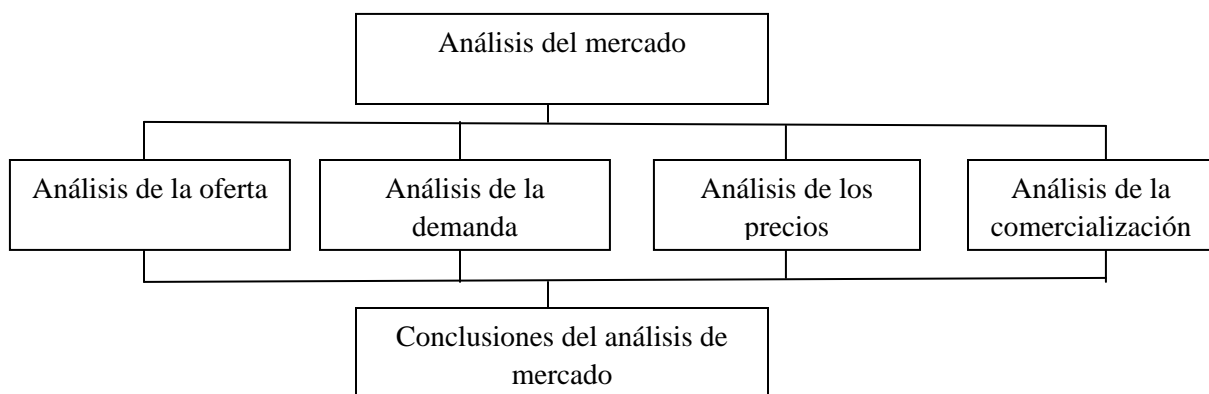 Análisis del mercado
Análisis de la oferta
Análisis de la
demanda
Análisis de los
precios
Análisis de la
comercialización
Conclusiones del análisis de
mercado